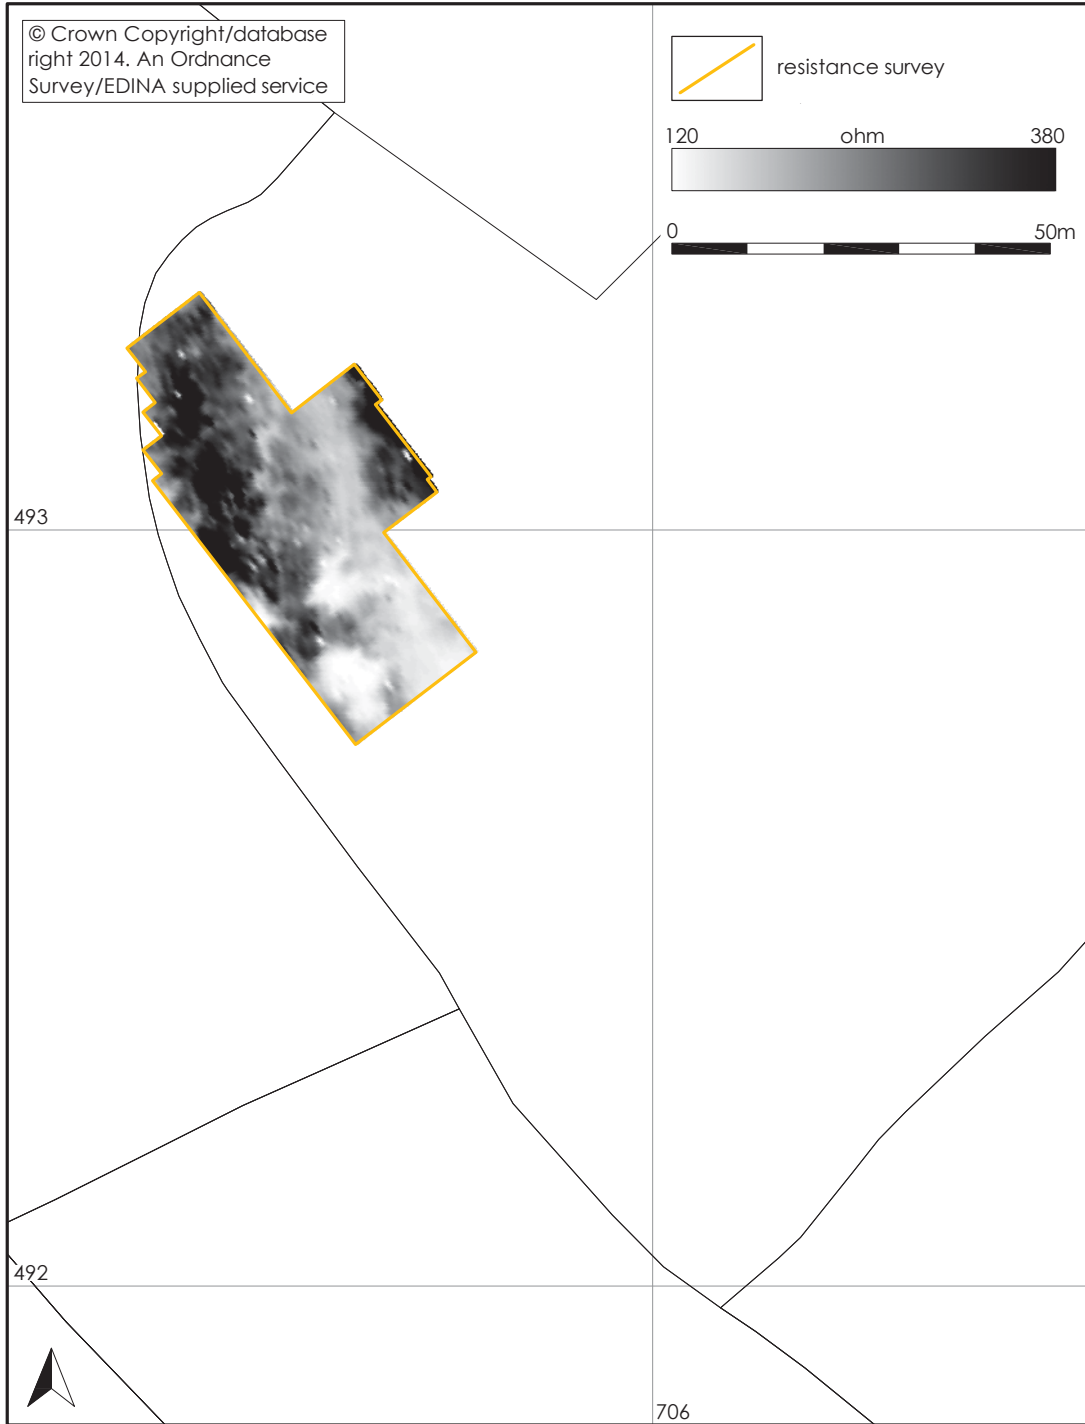 © Crown Copyright/database
right 2014. An Ordnance
Survey/EDINA supplied service
resistance survey
120 ohm 380
0 50m
493
492
706